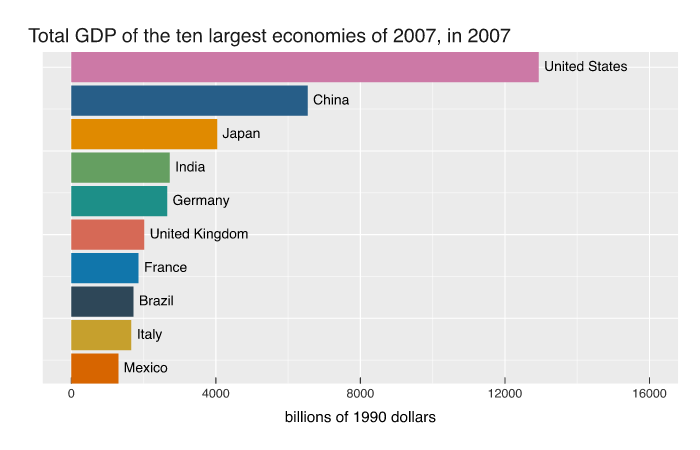 Total GDP of the ten largest economies of 2007, in 2007
United States
China
Japan
India
Germany
United Kingdom
France
Brazil
Italy
Mexico
0 4000 8000 12000 16000
billions of 1990 dollars